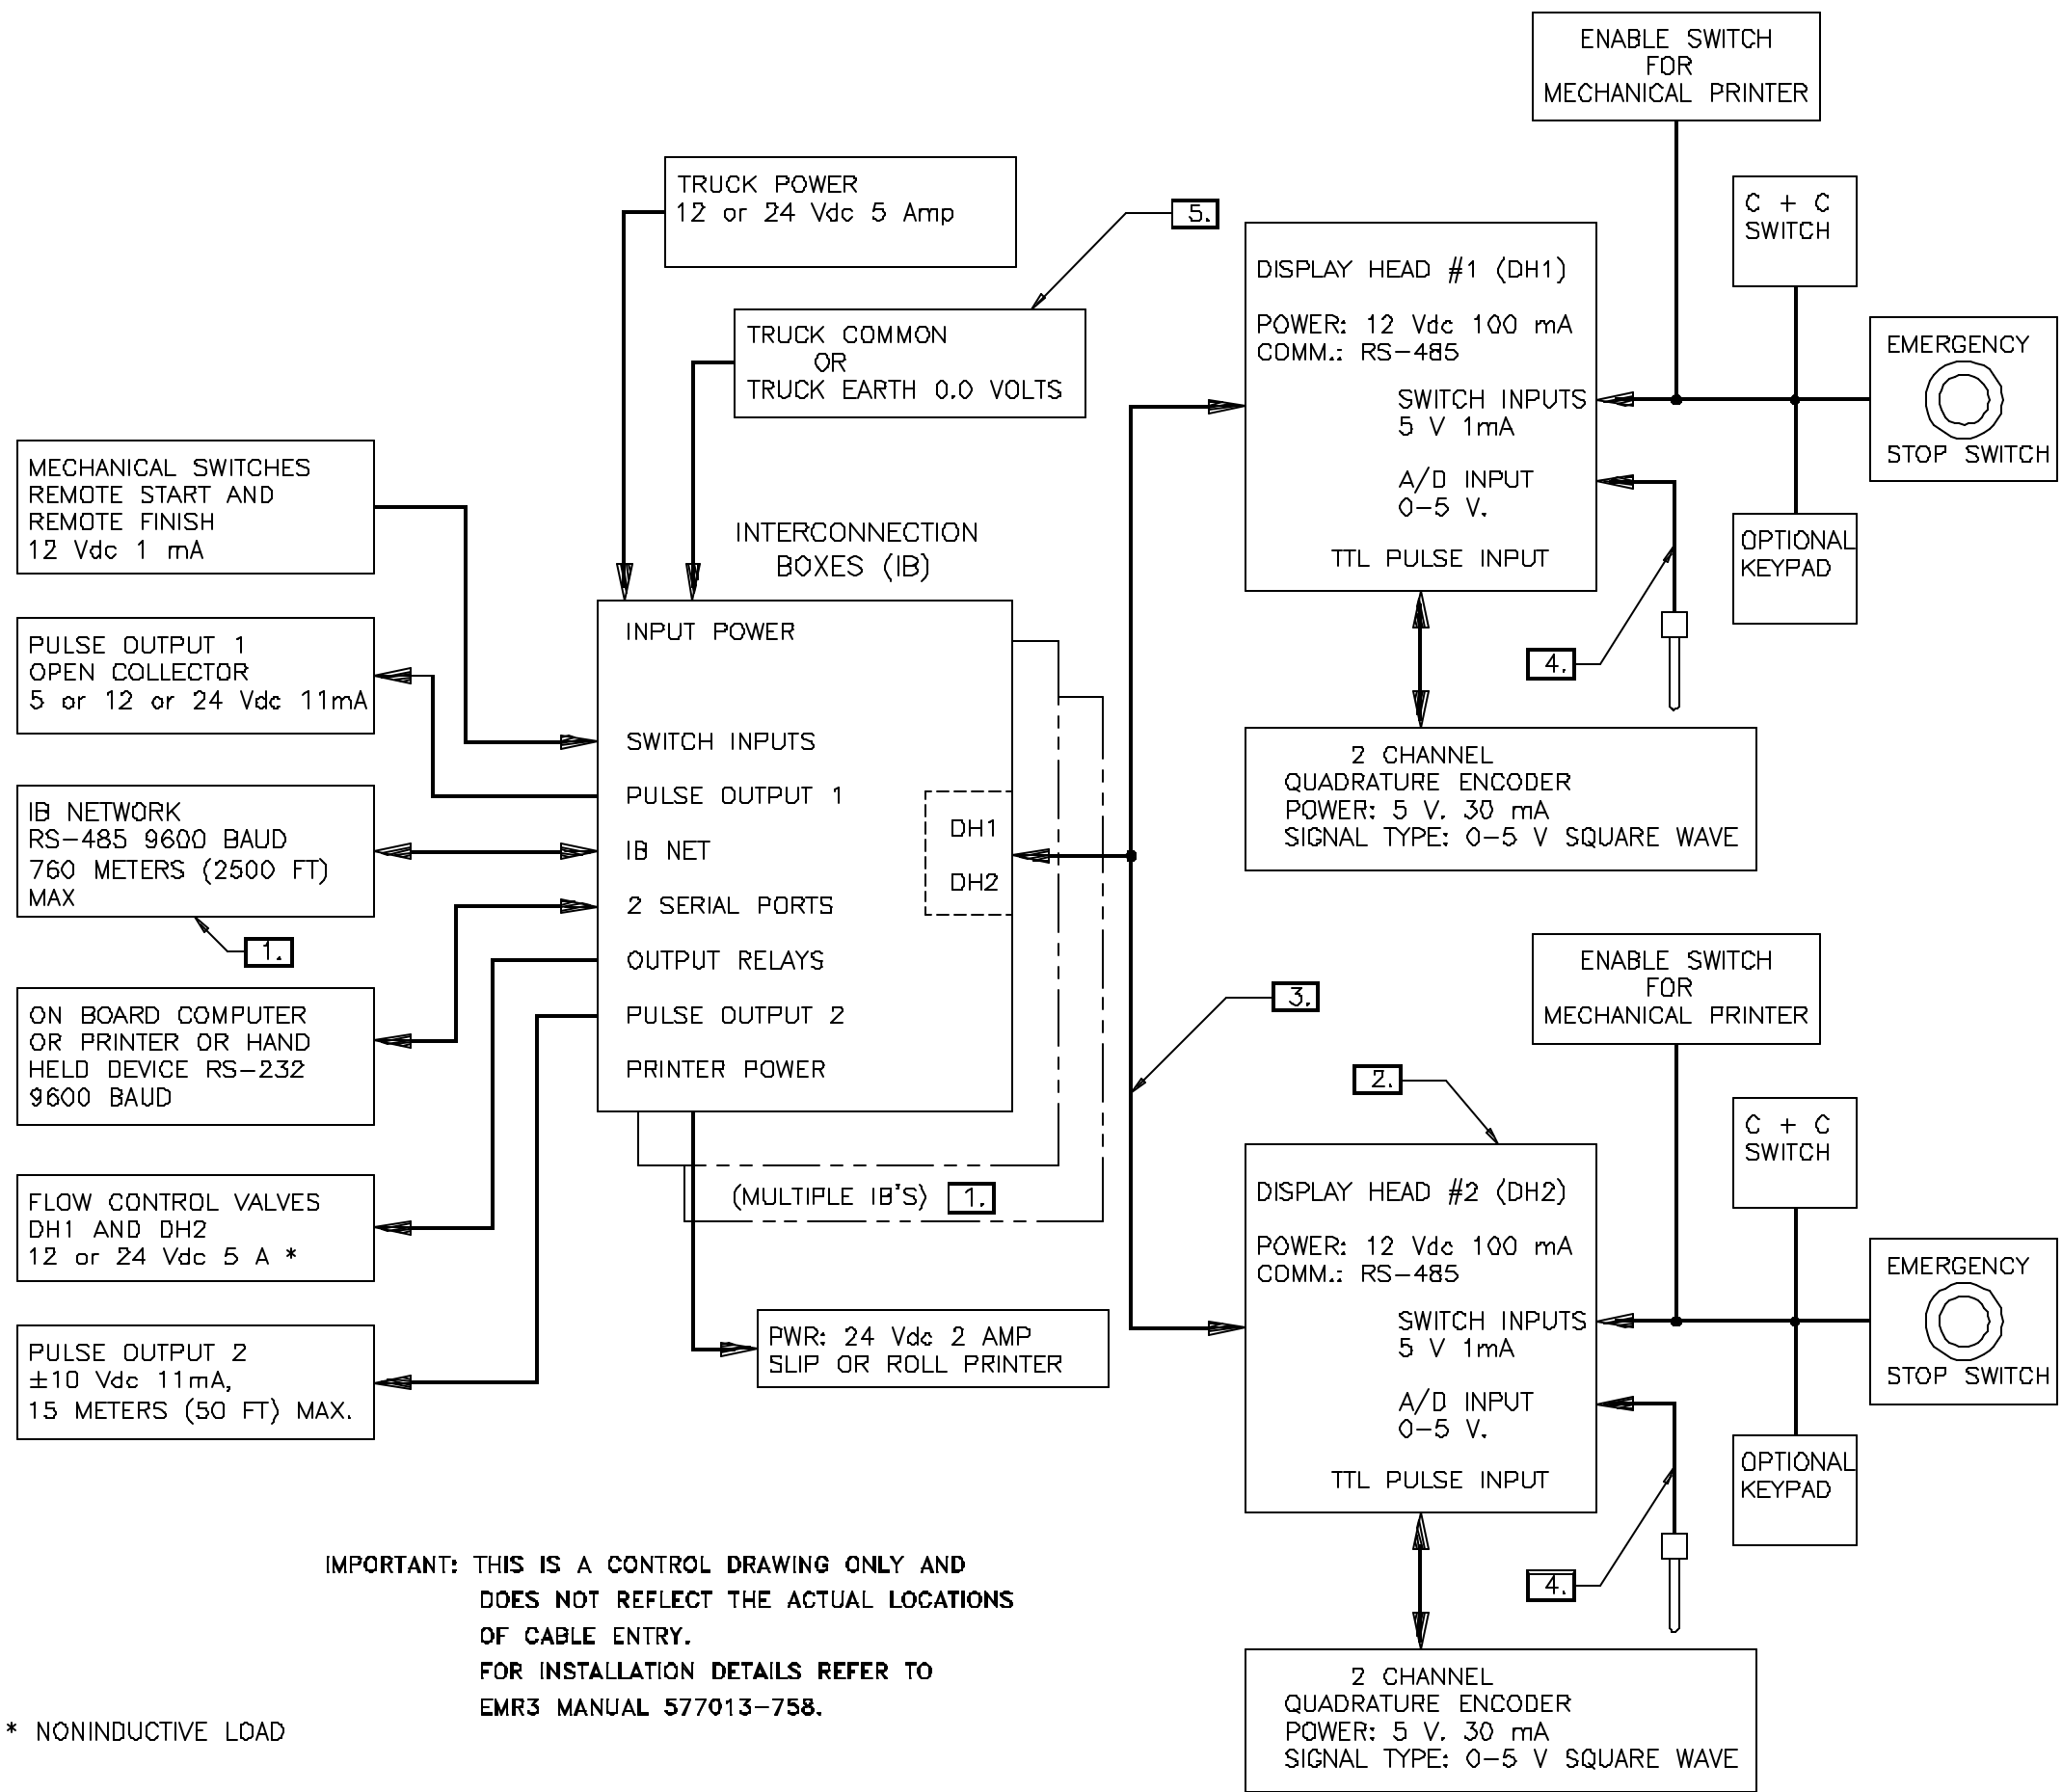 ENABLE SWITCH
FOR
MECHANICAL PRINTER
TRUCK POWER
12 or 24 Vdc 5 Amp
5.
C + C
SWITCH
DISPLAY HEAD #1 (DH1)
POWER: 12 Vdc 100 mA
COMM.: RS-485
SWITCH INPUTS
5 V 1mA
A/D INPUT
0-5 V.
TTL PULSE INPUT
TRUCK COMMON
OR
TRUCK EARTH 0.0 VOLTS
EMERGENCY
STOP SWITCH
OPTIONAL
KEYPAD
4.
MECHANICAL SWITCHES
REMOTE START AND
REMOTE FINISH
12 Vdc 1 mA
INTERCONNECTION
BOXES (IB)
PULSE OUTPUT 1
OPEN COLLECTOR
5 or 12 or 24 Vdc 11mA
INPUT POWER
SWITCH INPUTS
PULSE OUTPUT 1
IB NET
2 SERIAL PORTS
OUTPUT RELAYS
PULSE OUTPUT 2
PRINTER POWER
DH1
DH2
2 CHANNEL
QUADRATURE ENCODER
POWER: 5 V. 30 mA
SIGNAL TYPE: 0-5 V SQUARE WAVE
IB NETWORK
RS-485 9600 BAUD
760 METERS (2500 FT)
MAX
1.
ON BOARD COMPUTER
OR PRINTER OR HAND
HELD DEVICE RS-232
9600 BAUD
3.
2.
ENABLE SWITCH
FOR
MECHANICAL PRINTER
C + C
SWITCH
FLOW CONTROL VALVES
DH1 AND DH2
12 or 24 Vdc 5 A *
(MULTIPLE IB'S) 1.
DISPLAY HEAD #2 (DH2)
POWER: 12 Vdc 100 mA
COMM.: RS-485
SWITCH INPUTS
5 V 1mA
A/D INPUT
0-5 V.
TTL PULSE INPUT
EMERGENCY
STOP SWITCH
PULSE OUTPUT 2
±10 Vdc 11mA,
15 METERS (50 FT) MAX.
PWR: 24 Vdc 2 AMP
SLIP OR ROLL PRINTER
OPTIONAL
KEYPAD
4.
IMPORTANT: THIS IS A CONTROL DRAWING ONLY AND
DOES NOT REFLECT THE ACTUAL LOCATIONS
OF CABLE ENTRY.
FOR INSTALLATION DETAILS REFER TO
EMR3 MANUAL 577013-758.
2 CHANNEL
QUADRATURE ENCODER
POWER: 5 V. 30 mA
SIGNAL TYPE: 0-5 V SQUARE WAVE
* NONINDUCTIVE LOAD